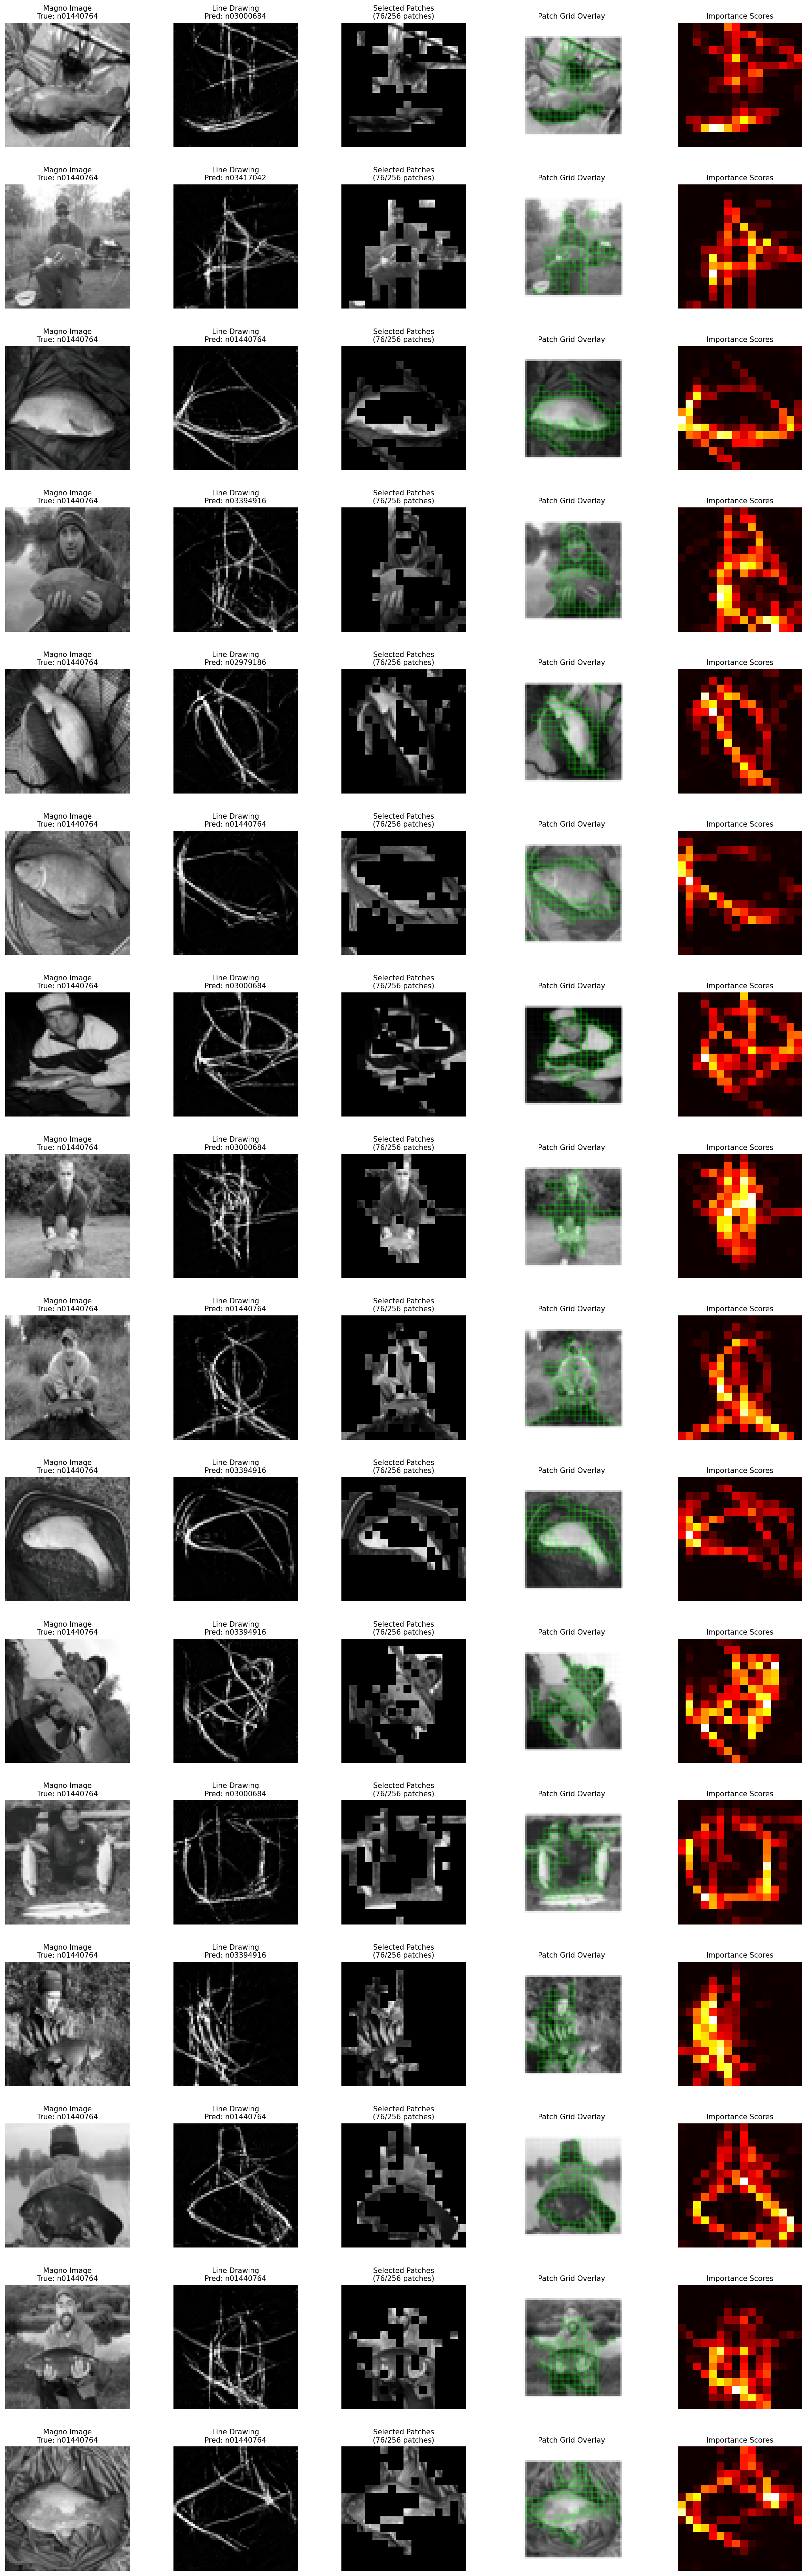 Magno Image
True: n01440764
Line Drawing
Pred: n03000684
Selected Patches
(76/256 patches)
Patch Grid Overlay
Importance Scores
Magno Image
True: n01440764
Line Drawing
Pred: n03417042
Selected Patches
(76/256 patches)
Patch Grid Overlay
Importance Scores
Magno Image
True: n01440764
Line Drawing
Pred: n01440764
Selected Patches
(76/256 patches)
Patch Grid Overlay
Importance Scores
Magno Image
True: n01440764
Line Drawing
Pred: n03394916
Selected Patches
(76/256 patches)
Patch Grid Overlay
Importance Scores
Magno Image
True: n01440764
Line Drawing
Pred: n02979186
Selected Patches
(76/256 patches)
Patch Grid Overlay
Importance Scores
Magno Image
True: n01440764
Line Drawing
Pred: n01440764
Selected Patches
(76/256 patches)
Patch Grid Overlay
Importance Scores
Magno Image
True: n01440764
Line Drawing
Pred: n03000684
Selected Patches
(76/256 patches)
Patch Grid Overlay
Importance Scores
Magno Image
True: n01440764
Line Drawing
Pred: n03000684
Selected Patches
(76/256 patches)
Patch Grid Overlay
Importance Scores
Magno Image
True: n01440764
Line Drawing
Pred: n01440764
Selected Patches
(76/256 patches)
Patch Grid Overlay
Importance Scores
Magno Image
True: n01440764
Line Drawing
Pred: n03394916
Selected Patches
(76/256 patches)
Patch Grid Overlay
Importance Scores
Magno Image
True: n01440764
Line Drawing
Pred: n03394916
Selected Patches
(76/256 patches)
Patch Grid Overlay
Importance Scores
Magno Image
True: n01440764
Line Drawing
Pred: n03000684
Selected Patches
(76/256 patches)
Patch Grid Overlay
Importance Scores
Magno Image
True: n01440764
Line Drawing
Pred: n03394916
Selected Patches
(76/256 patches)
Patch Grid Overlay
Importance Scores
Magno Image
True: n01440764
Line Drawing
Pred: n01440764
Selected Patches
(76/256 patches)
Patch Grid Overlay
Importance Scores
Magno Image
True: n01440764
Line Drawing
Pred: n01440764
Selected Patches
(76/256 patches)
Patch Grid Overlay
Importance Scores
Magno Image
True: n01440764
Line Drawing
Pred: n01440764
Selected Patches
(76/256 patches)
Patch Grid Overlay
Importance Scores